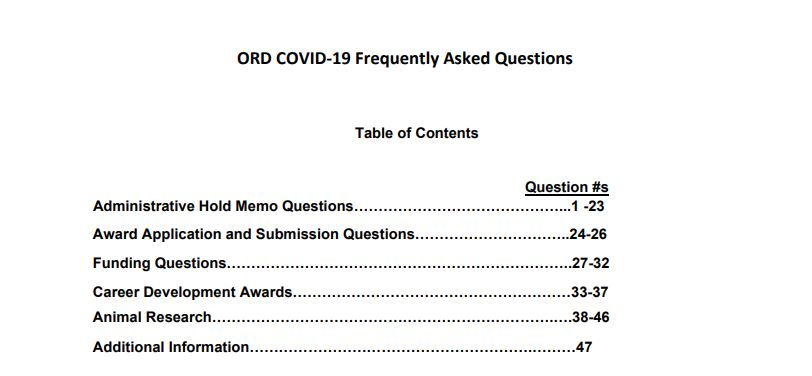 ORD COVID-19 Frequently Asked Questions
Table of Contents
Question #s
Administrative Hold Memo Questions……………………………………...1 -23
Award Application and Submission Questions……………………….…..24-26
Funding Questions…………………………………………………….…..27-32
Career Development Awards………………………………………….…33-37
Animal Research……………………………………………………….….38-46
Additional Information……………………………………………….………47